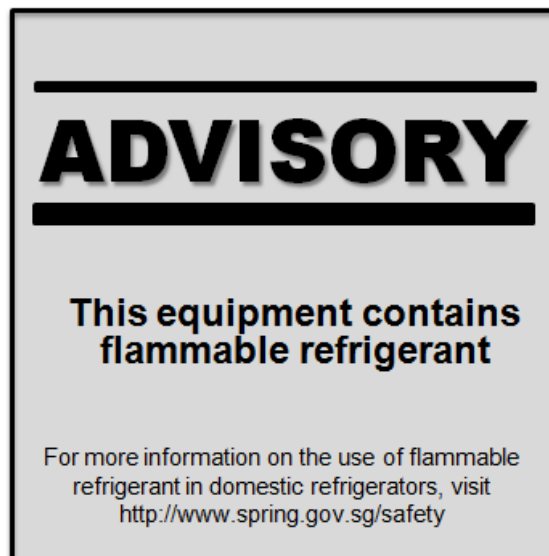 ADVISORY
This equipment contains
flammable refrigerant
For more information on the use of flammable
refrigerant in domestic refrigerators, visit
http://www.spring.gov.sg/safety